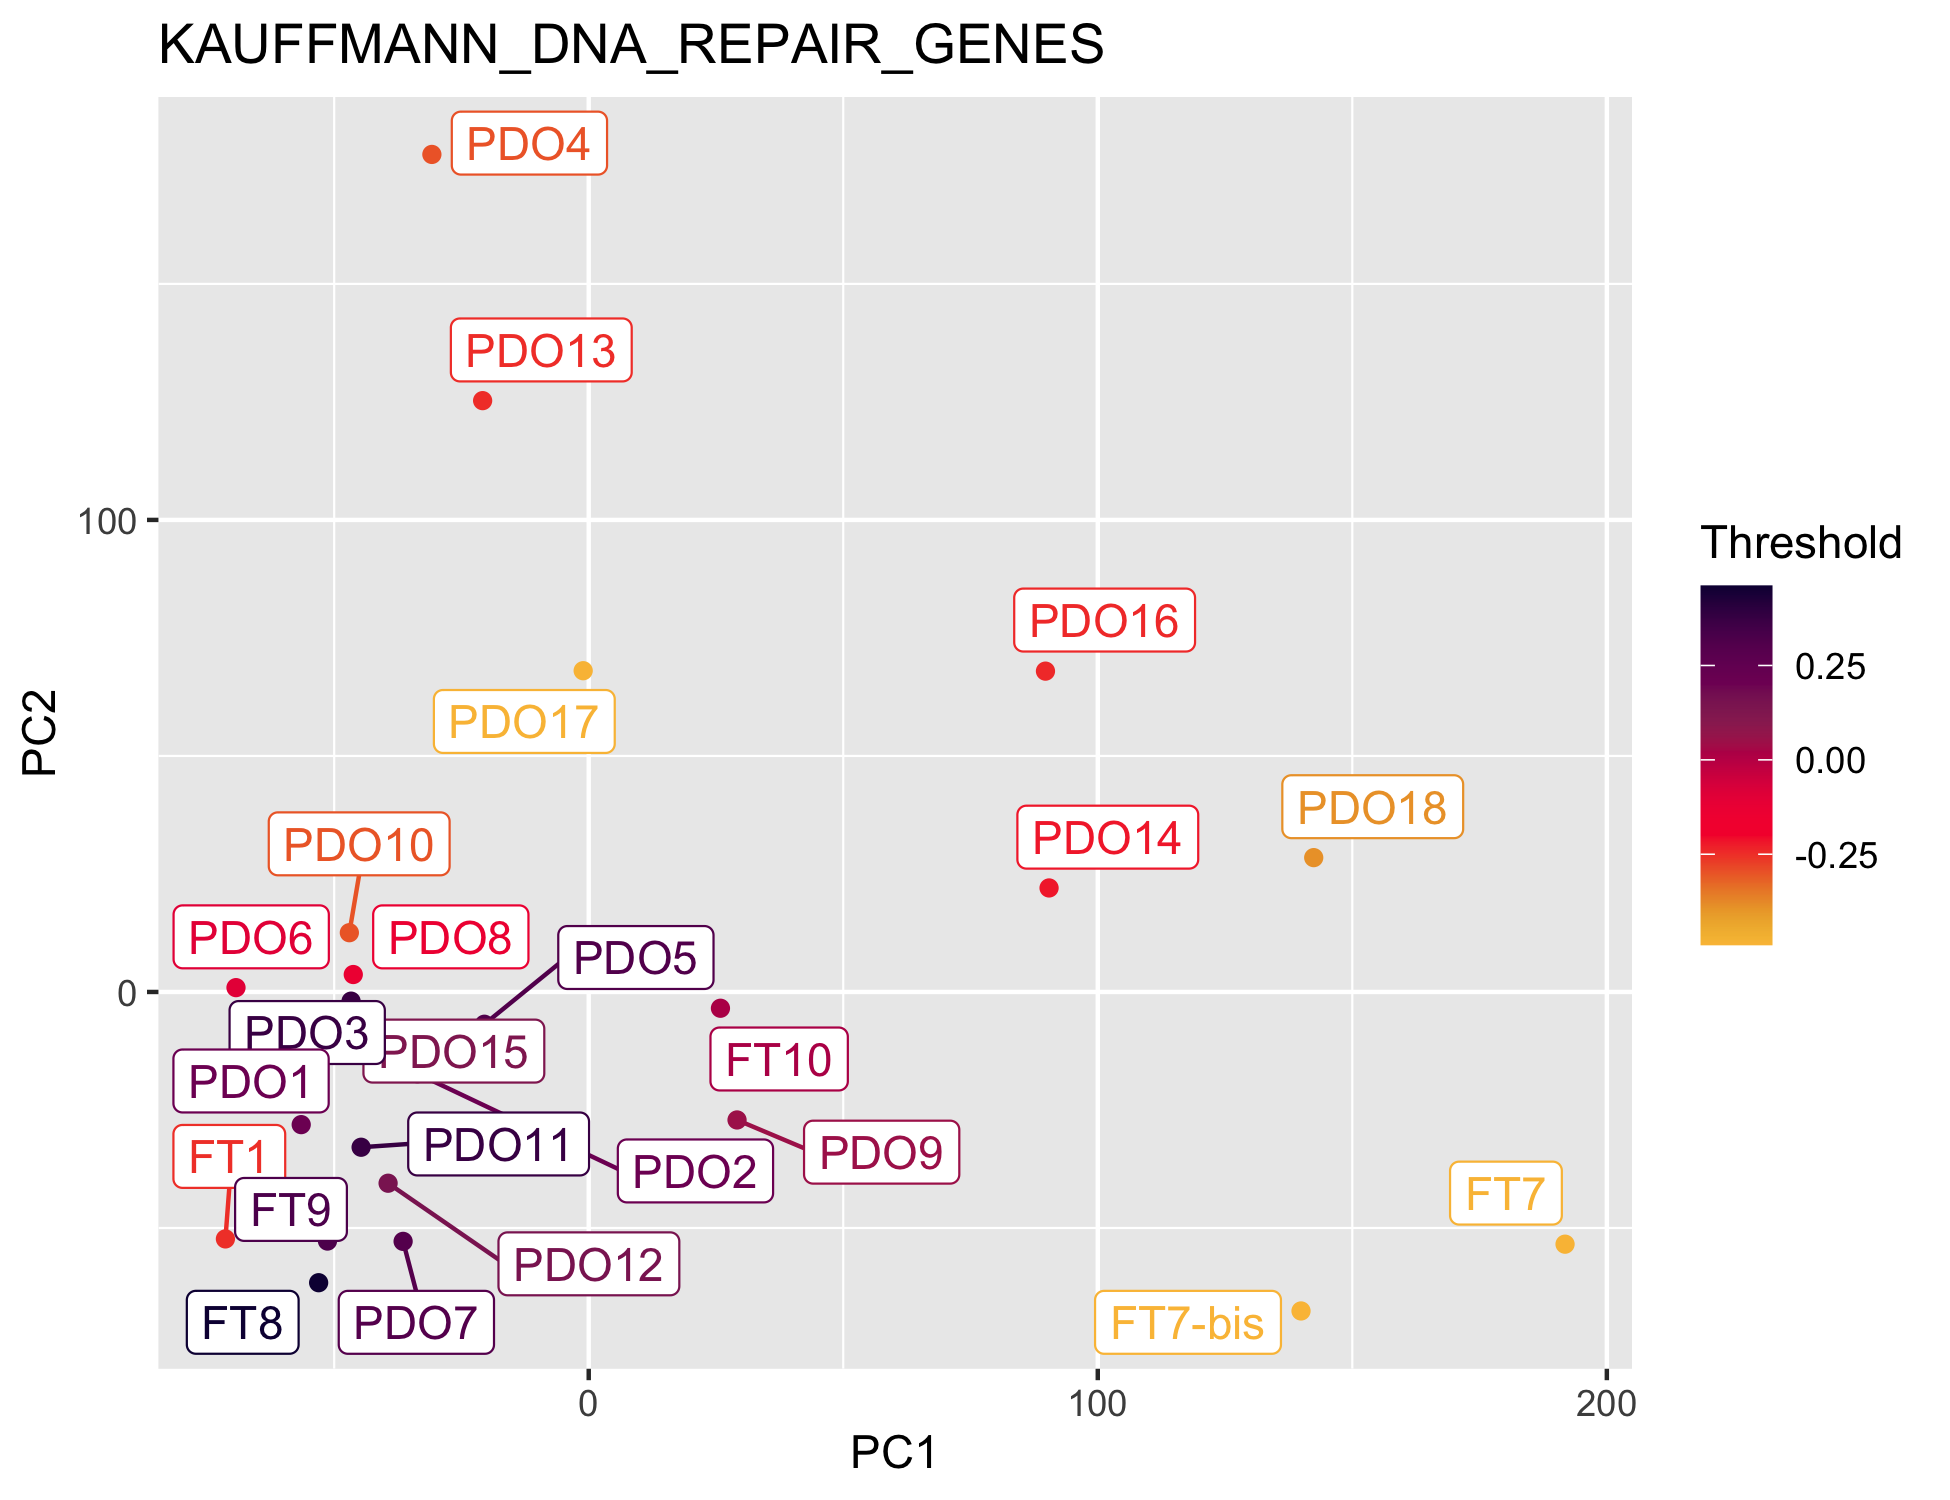 KAUFFMANN_DNA_REPAIR_GENES
PDO4
PDO13
100
PDO16
PDO17
PDO18
PDO14
PDO10
PDO6
PDO8
PDO5
0
PDO3
PDO15
FT10
PDO1
PDO11
PDO9
FT1
PDO2
FT9
FT7
PDO12
FT8
PDO7
FT7-bis
0
100
200
PC1
PC2
Threshold
0.25
0.00
-0.25